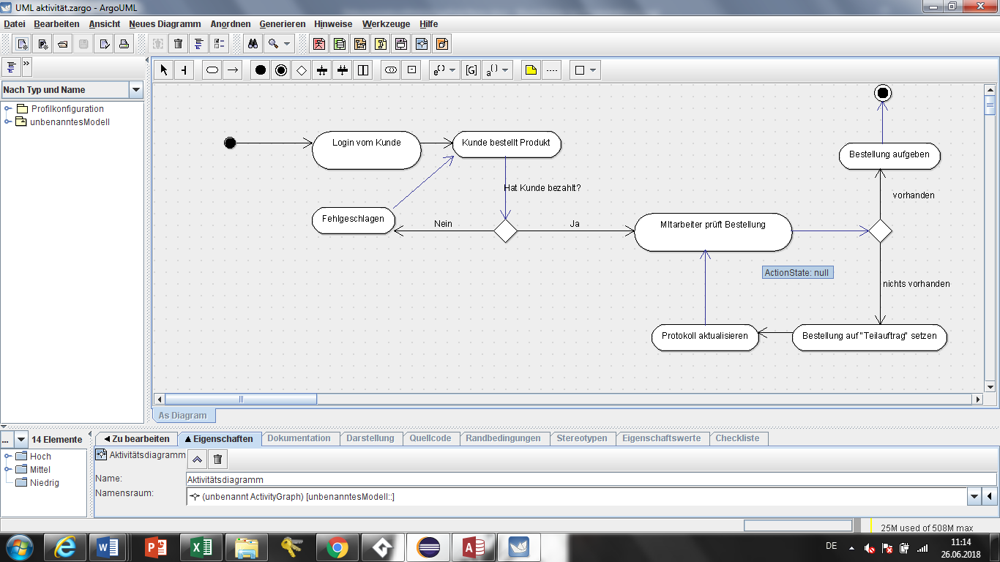 UML aktivität.zargo - ArgoUML
Datei Bearbeiten Ansicht Neues Diagramm Anordnen Generieren Hinweise Werkzeuge Hilfe
Nach Typ und Name
Profilkonfiguration
unbenanntesModell
Login vom Kunde
Kunde bestellt Produkt
Bestellung aufgeben
Hat Kunde bezahlt?
vorhanden
Fehlgeschlagen
Nein
Ja
MItarbeiter prüft Bestellung
ActionState: null
nichts vorhanden
Protokoll aktualisieren
Bestellung auf "Teilauftrag" setzen
As Diagram
... 14 Elemente
Hoch
Mittel
Niedrig
Zu bearbeiten Eigenschaften Dokumentation Darstellung Quellcode Randbedingungen Stereotypen Eigenschaftswerte Checkliste
Aktivitätsdiagramm
Name: Aktivitätsdiagramm
Namensraum: (unbenannt ActivityGraph) [unbenanntesModell::]
25M used of 508M max
DE
11:14
26.06.2018